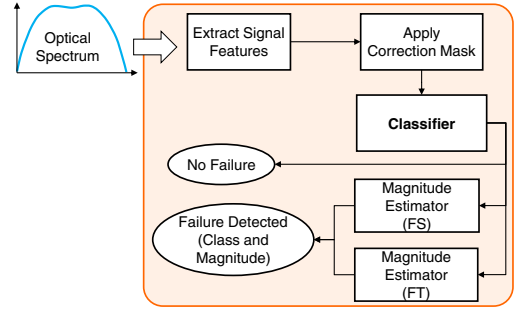 Optical
Spectrum
Extract Signal
Features
Apply
Correction Mask
Classifier
No Failure
Magnitude
Estimator
(FS)
Failure Detected
(Class and
Magnitude)
Magnitude
Estimator
(FT)